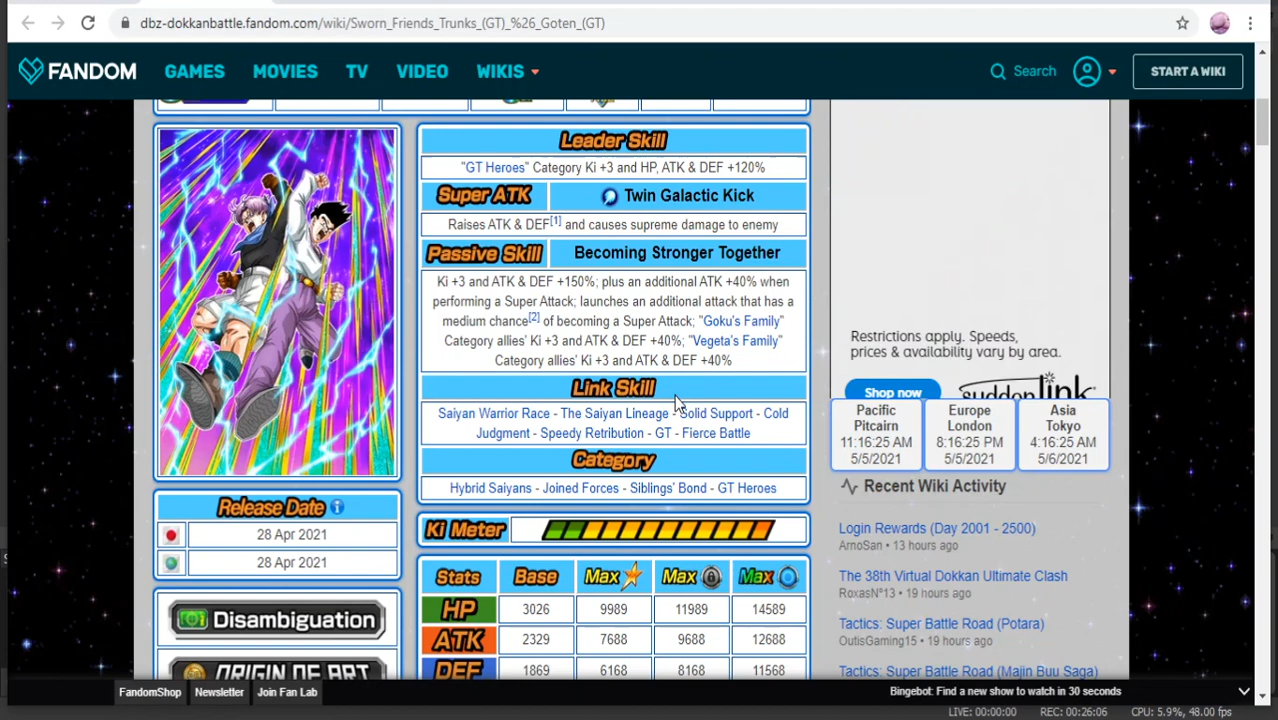 dbz-dokkanbattle.fandom.com/wiki/Sworn_Friends_Trunks_(GT)_%26_Goten_(GT)
FANDOM GAMES MOVIES TV VIDEO WIKIS Search START A WIKI
Leader Skill
"GT Heroes" Category Ki +3 and HP, ATK & DEF +120%
Super ATK Twin Galactic Kick
Raises ATK & DEF[1] and causes supreme damage to enemy
Passive Skill Becoming Stronger Together
Ki +3 and ATK & DEF +150%; plus an additional ATK +40% when
performing a Super Attack; launches an additional attack that has a
medium chance[2] of becoming a Super Attack; "Goku's Family"
Category allies' Ki +3 and ATK & DEF +40%; "Vegeta's Family"
Category allies' Ki +3 and ATK & DEF +40%
Link Skill
Saiyan Warrior Race - The Saiyan Lineage - Solid Support - Cold
Judgment - Speedy Retribution - GT - Fierce Battle
Category
Hybrid Saiyans - Joined Forces - Siblings' Bond - GT Heroes
Ki Meter
Stats Base Max Max Max
HP 3026 9989 11989 14589
ATK 2329 7688 9688 12688
DEF 1869 6168 8168 11568
Release Date
28 Apr 2021
28 Apr 2021
Disambiguation
ORIGIN OF ART
Restrictions apply. Speeds,
prices & availability vary by area.
Shop now suddenlink
Pacific
Pitcairn
11:16:25 AM
5/5/2021
Europe
London
8:16:25 PM
5/5/2021
Asia
Tokyo
4:16:25 AM
5/6/2021
Recent Wiki Activity
Login Rewards (Day 2001 - 2500)
ArnoSan • 13 hours ago
The 38th Virtual Dokkan Ultimate Clash
RoxasN°13 • 19 hours ago
Tactics: Super Battle Road (Potara)
OutisGaming15 • 19 hours ago
Tactics: Super Battle Road (Majin Buu Saga)
FandomShop Newsletter Join Fan Lab Bingebot: Find a new show to watch in 30 seconds
LIVE: 00:00:00 REC: 00:26:06 CPU: 5.9%, 48.00 fps